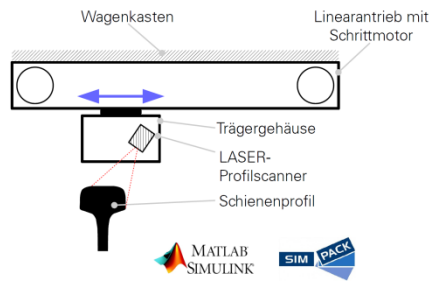 Wagenkasten
Linearantrieb mit
Schrittmotor
Trägergehäuse
LASER-
Profilscanner
Schienenprofil
MATLAB
SIMULINK®
SIM PACK